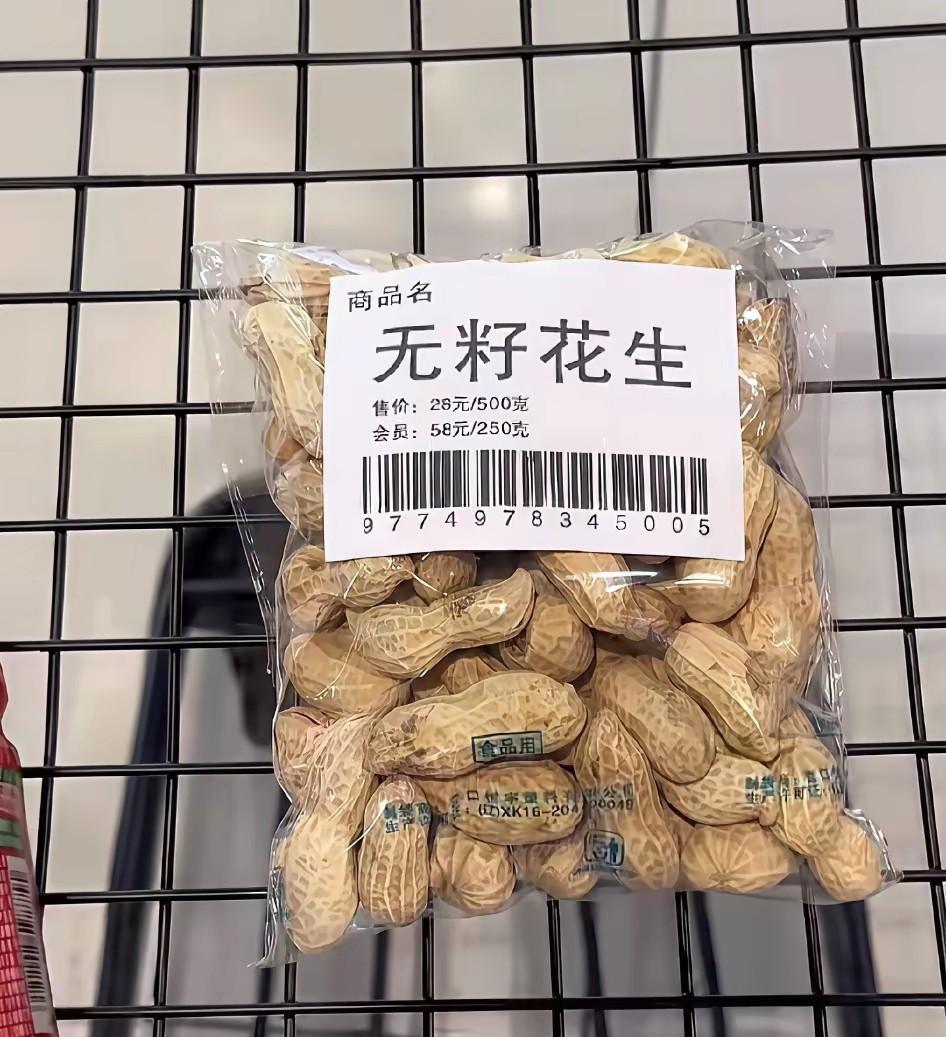 商品名
无籽花生
售价：28元/500克
会员：58元/250克
9774978345005
食品用